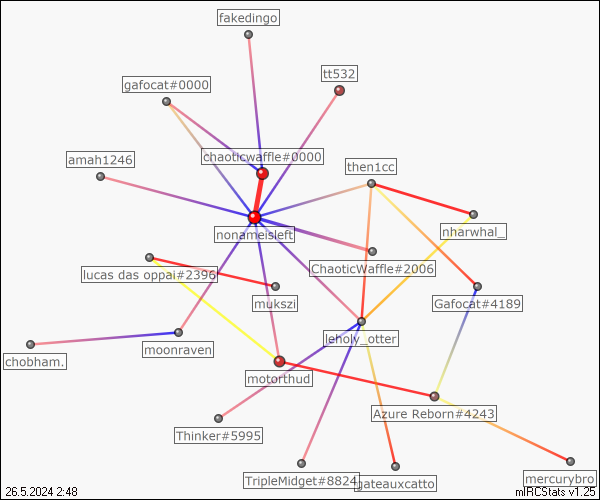 fakedingo
tt532
gafocat#0000
chaoticwaffle#0000
amah1246
then1cc
nonameisleft
nharwhal_
ChaoticWaffle#2006
lucas das oppai#2396
mukszi
Gafocat#4189
leholy_otter
chobham.
moonraven
motorthud
Azure Reborn#4243
Thinker#5995
TripleMidget#8824
gateauxcatto
mercurybro
26.5.2024 2:48
mIRCStats v1.25